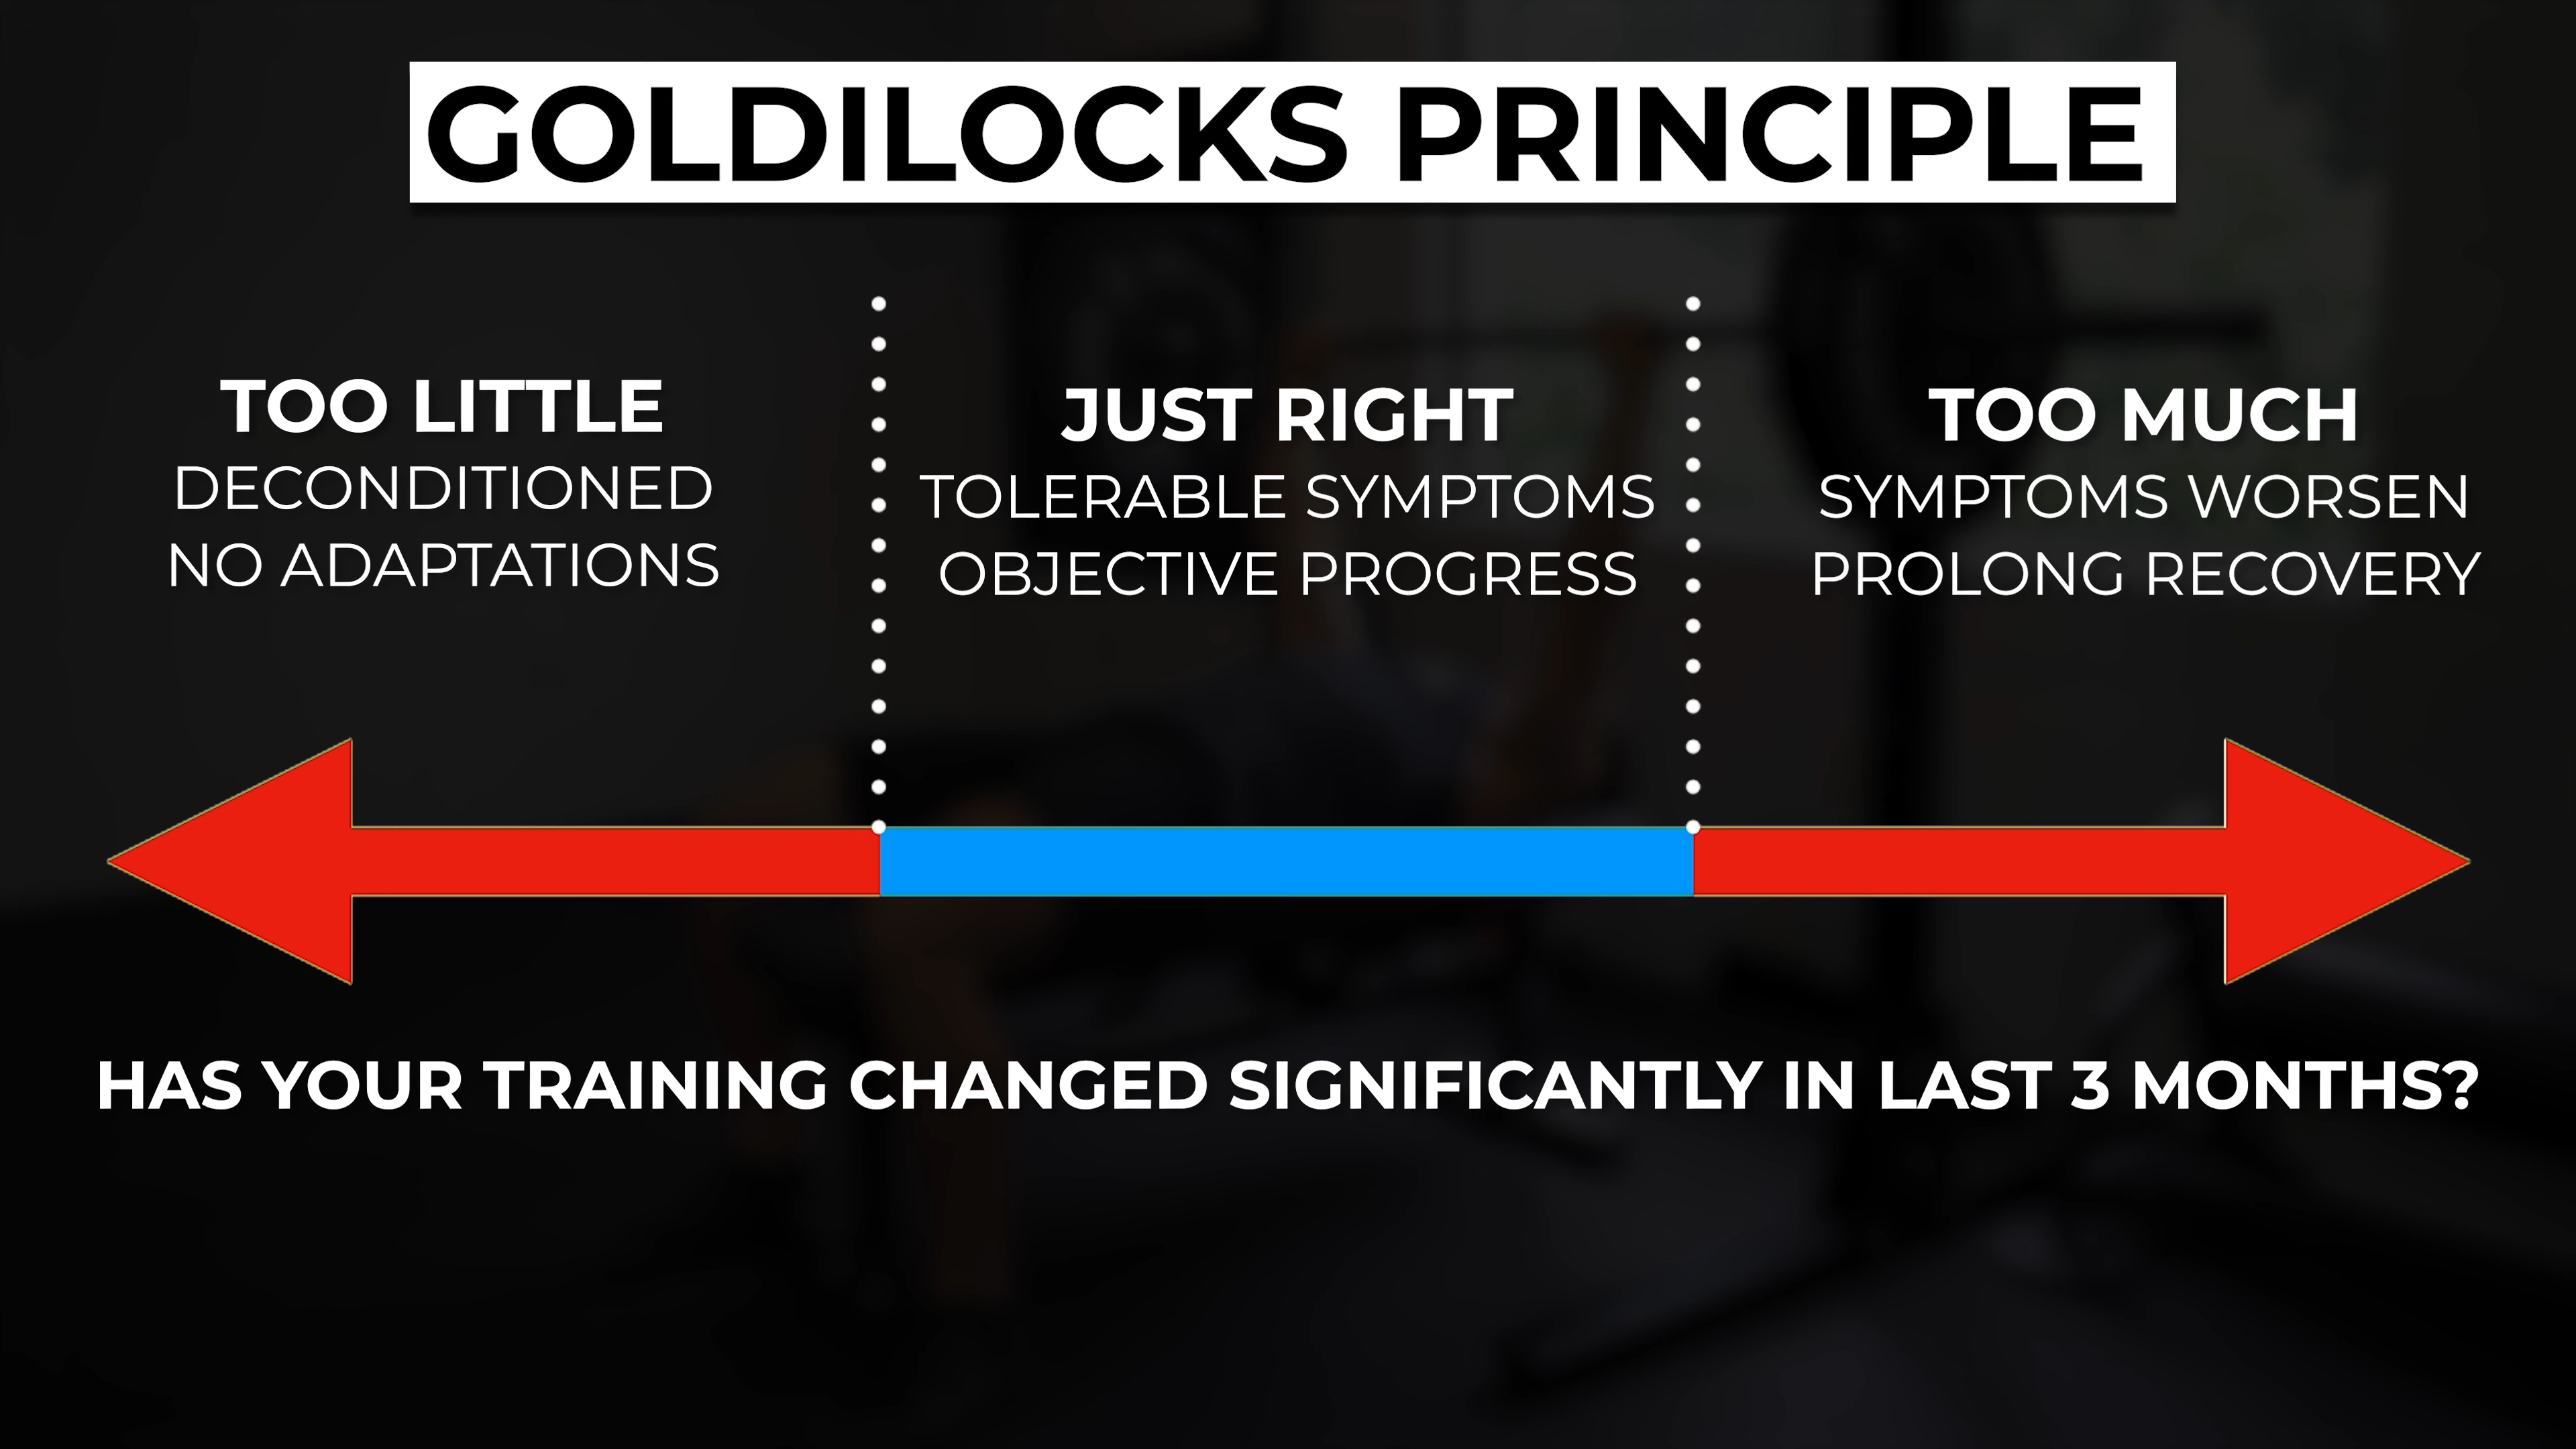 GOLDILOCKS PRINCIPLE
TOO LITTLE
DECONDITIONED
NO ADAPTATIONS
JUST RIGHT
TOLERABLE SYMPTOMS
OBJECTIVE PROGRESS
TOO MUCH
SYMPTOMS WORSEN
PROLONG RECOVERY
HAS YOUR TRAINING CHANGED SIGNIFICANTLY IN LAST 3 MONTHS?